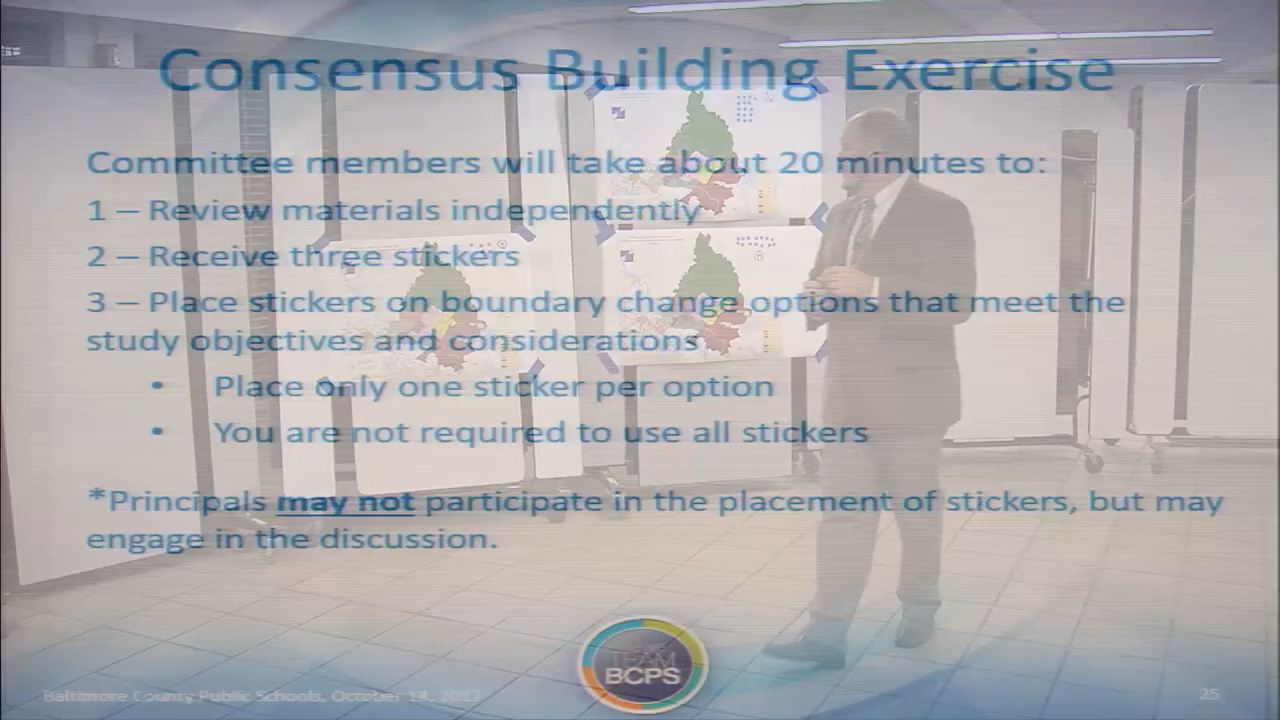 Consensus Building Exercise
Committee members will take about 20 minutes to:
1 – Review materials independently
2 – Receive three stickers
3 – Place stickers on boundary change options that meet the
study objectives and considerations
• Place only one sticker per option
• You are not required to use all stickers
*Principals may not participate in the placement of stickers, but may
engage in the discussion.
TEAM
BCPS
Baltimore County Public Schools, October 18, 2017
25